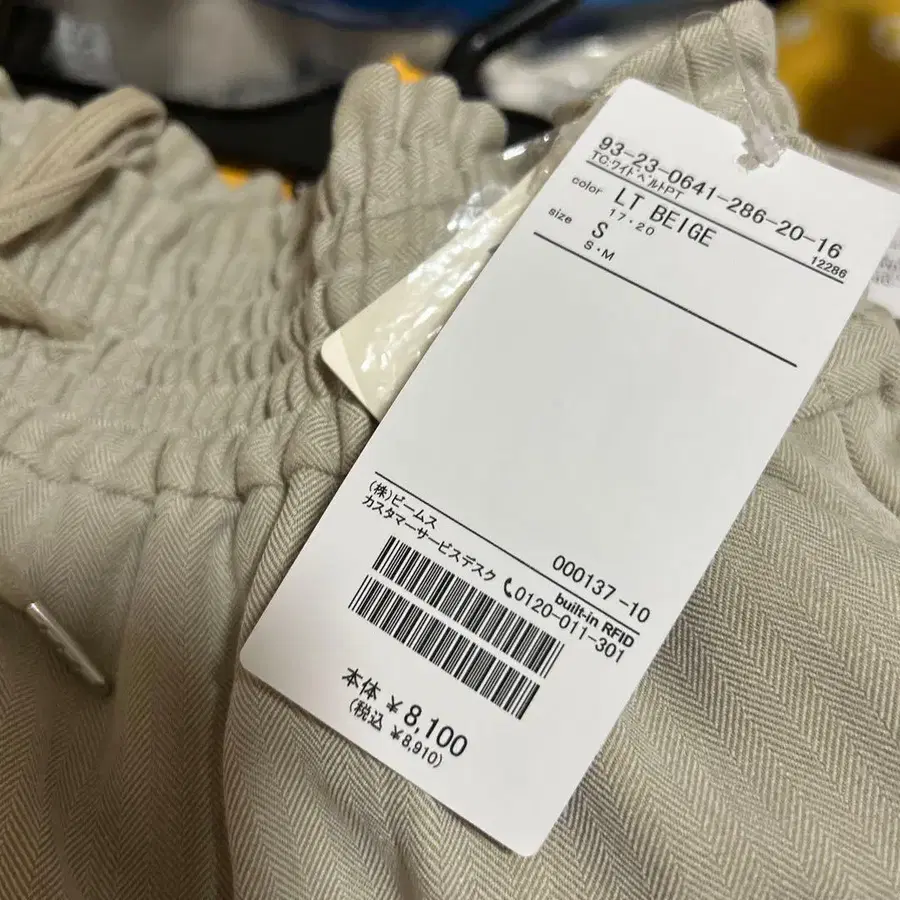 93-23-0641-286-20-16
TC:ワイドベルトPT
12286
color LT BEIGE
17・20
size S
S・M
(株)ビームス
000137-10
カスタマーサービスデスク
built-in RFID
0120-011-301
本体 ¥8,100
(税込 ¥8,910)